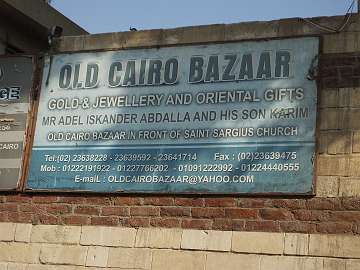 OLD CAIRO BAZAAR
GOLD & JEWELLERY AND ORIENTAL GIFTS
MR ADEL ISKANDER ABDALLA AND HIS SON KARIM
OLD CAIRO BAZAAR IN FRONT OF SAINT SARGIUS CHURCH
Tel: (02) 23638228 - 23639592 - 23641714 Fax : (02)23639475
Mob : 01222191922 - 01227766202 - 01091222992 - 01224440555
E-maiL : OLDCAIROBAZAAR@YAHOO.COM
CAIRO